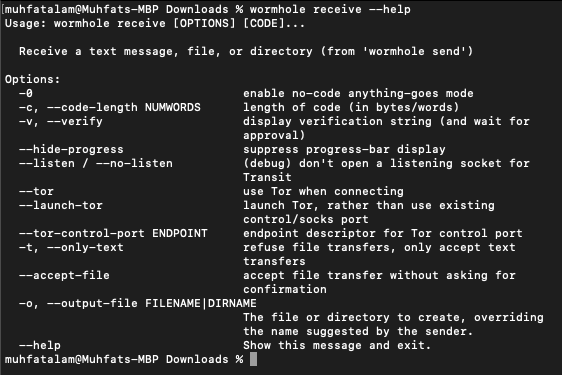 muhfatalam@Muhfats-MBP Downloads % wormhole receive --help
Usage: wormhole receive [OPTIONS] [CODE]...
Receive a text message, file, or directory (from 'wormhole send')
Options:
-0 enable no-code anything-goes mode
-c, --code-length NUMWORDS length of code (in bytes/words)
-v, --verify display verification string (and wait for
approval)
--hide-progress suppress progress-bar display
--listen / --no-listen (debug) don't open a listening socket for
Transit
--tor use Tor when connecting
--launch-tor launch Tor, rather than use existing
control/socks port
--tor-control-port ENDPOINT endpoint descriptor for Tor control port
-t, --only-text refuse file transfers, only accept text
transfers
--accept-file accept file transfer without asking for
confirmation
-o, --output-file FILENAME|DIRNAME
The file or directory to create, overriding
the name suggested by the sender.
--help Show this message and exit.
muhfatalam@Muhfats-MBP Downloads %